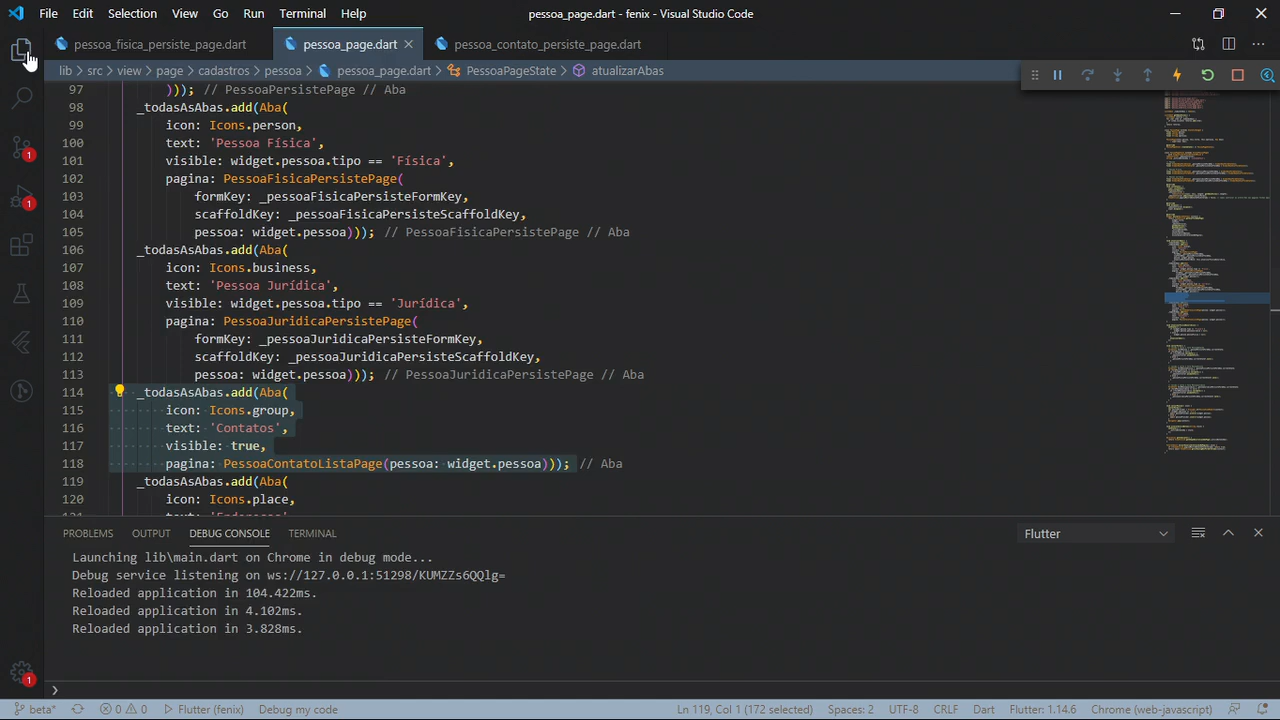 File Edit Selection View Go Run Terminal Help pessoa_page.dart - fenix - Visual Studio Code
pessoa_fisica_persiste_page.dart pessoa_page.dart pessoa_contato_persiste_page.dart
lib > src > view > page > cadastros > pessoa > pessoa_page.dart > PessoaPageState > atualizarAbas
97 ))); // PessoaPersistePage // Aba
98 _todasAsAbas.add(Aba(
99 icon: Icons.person,
100 text: 'Pessoa Física',
101 visible: widget.pessoa.tipo == 'Física',
102 pagina: PessoaFisicaPersistePage(
103 formKey: _pessoaFisicaPersisteFormKey,
104 scaffoldKey: _pessoaFisicaPersisteScaffoldKey,
105 pessoa: widget.pessoa))); // PessoaFisicaPersistePage // Aba
106 _todasAsAbas.add(Aba(
107 icon: Icons.business,
108 text: 'Pessoa Jurídica',
109 visible: widget.pessoa.tipo == 'Jurídica',
110 pagina: PessoaJuridicaPersistePage(
111 formKey: _pessoaJuridicaPersisteFormKey,
112 scaffoldKey: _pessoaJuridicaPersisteScaffoldKey,
113 pessoa: widget.pessoa))); // PessoaJuridicaPersistePage // Aba
114 _todasAsAbas.add(Aba(
115 icon: Icons.group,
116 text: 'Contatos',
117 visible: true,
118 pagina: PessoaContatoListaPage(pessoa: widget.pessoa))); // Aba
119 _todasAsAbas.add(Aba(
120 icon: Icons.place,
PROBLEMS OUTPUT DEBUG CONSOLE TERMINAL Flutter
Launching lib\main.dart on Chrome in debug mode...
Debug service listening on ws://127.0.0.1:51298/KUMZZs6QQlg=
Reloaded application in 104.422ms.
Reloaded application in 4.102ms.
Reloaded application in 3.828ms.
1
1
1
beta* 0 0 Flutter (fenix) Debug my code Ln 119, Col 1 (172 selected) Spaces: 2 UTF-8 CRLF Dart Flutter: 1.14.6 Chrome (web-javascript)